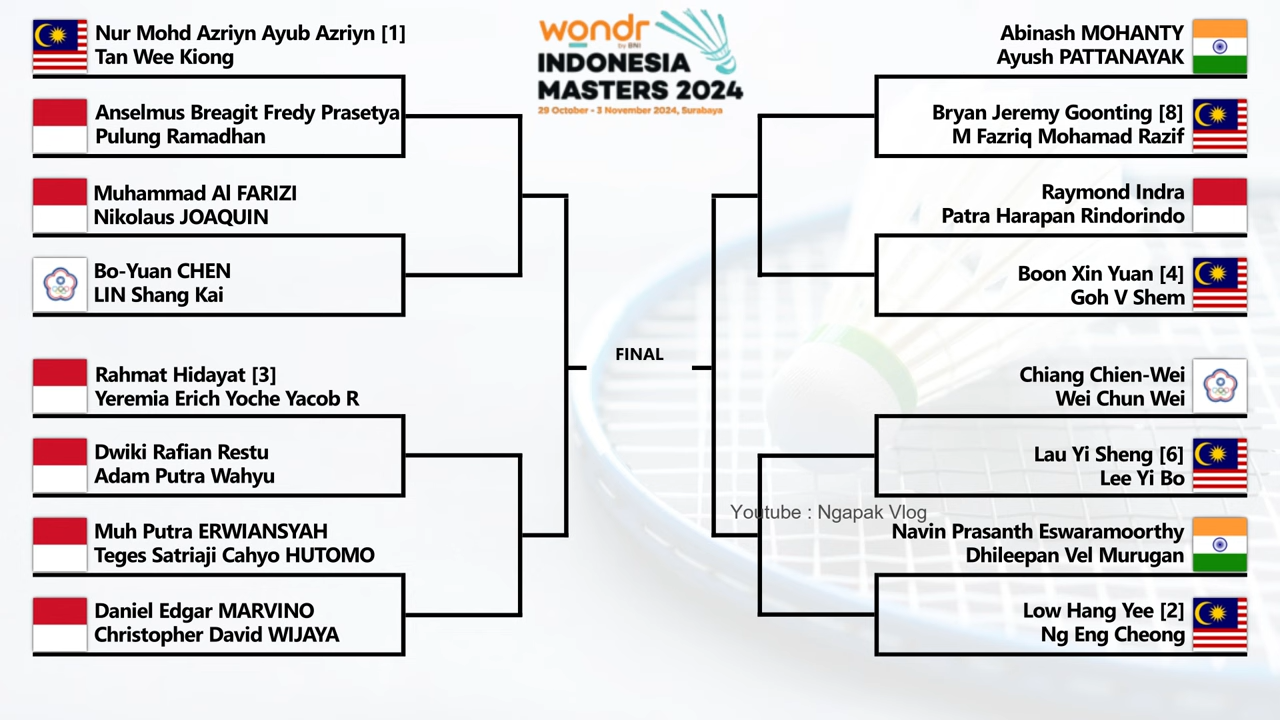 Nur Mohd Azriyn Ayub Azriyn [1]
Tan Wee Kiong
Anselmus Breagit Fredy Prasetya
Pulung Ramadhan
Muhammad Al FARIZI
Nikolaus JOAQUIN
Bo-Yuan CHEN
LIN Shang Kai
Rahmat Hidayat [3]
Yeremia Erich Yoche Yacob R
Dwiki Rafian Restu
Adam Putra Wahyu
Muh Putra ERWIANSYAH
Teges Satriaji Cahyo HUTOMO
Daniel Edgar MARVINO
Christopher David WIJAYA
wondr
by BNI
INDONESIA
MASTERS 2024
29 October - 3 November 2024, Surabaya
FINAL
Abinash MOHANTY
Ayush PATTANAYAK
Bryan Jeremy Goonting [8]
M Fazriq Mohamad Razif
Raymond Indra
Patra Harapan Rindorindo
Boon Xin Yuan [4]
Goh V Shem
Chiang Chien-Wei
Wei Chun Wei
Lau Yi Sheng [6]
Lee Yi Bo
Youtube : Ngapak Vlog
Navin Prasanth Eswaramoorthy
Dhileepan Vel Murugan
Low Hang Yee [2]
Ng Eng Cheong